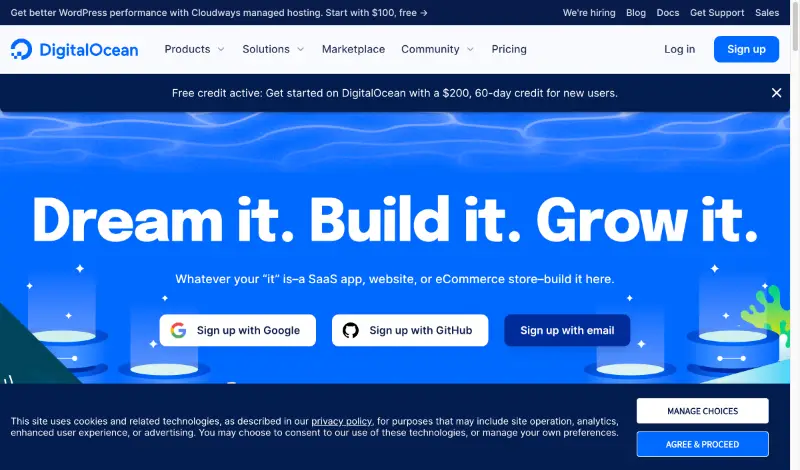 Get better WordPress performance with Cloudways managed hosting. Start with $100, free →
We're hiring Blog Docs Get Support Sales
DigitalOcean Products Solutions Marketplace Community Pricing Log in Sign up
Free credit active: Get started on DigitalOcean with a $200, 60-day credit for new users.
Dream it. Build it. Grow it.
Whatever your “it” is–a SaaS app, website, or eCommerce store–build it here.
Sign up with Google Sign up with GitHub Sign up with email
This site uses cookies and related technologies, as described in our privacy policy, for purposes that may include site operation, analytics,
enhanced user experience, or advertising. You may choose to consent to our use of these technologies, or manage your own preferences.
MANAGE CHOICES
AGREE & PROCEED